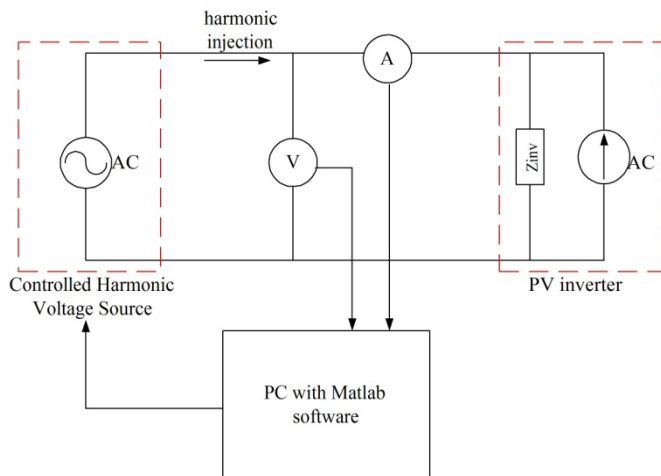 harmonic
injection
A
AC
V
Zinv
AC
Controlled Harmonic
Voltage Source
PV inverter
PC with Matlab
software